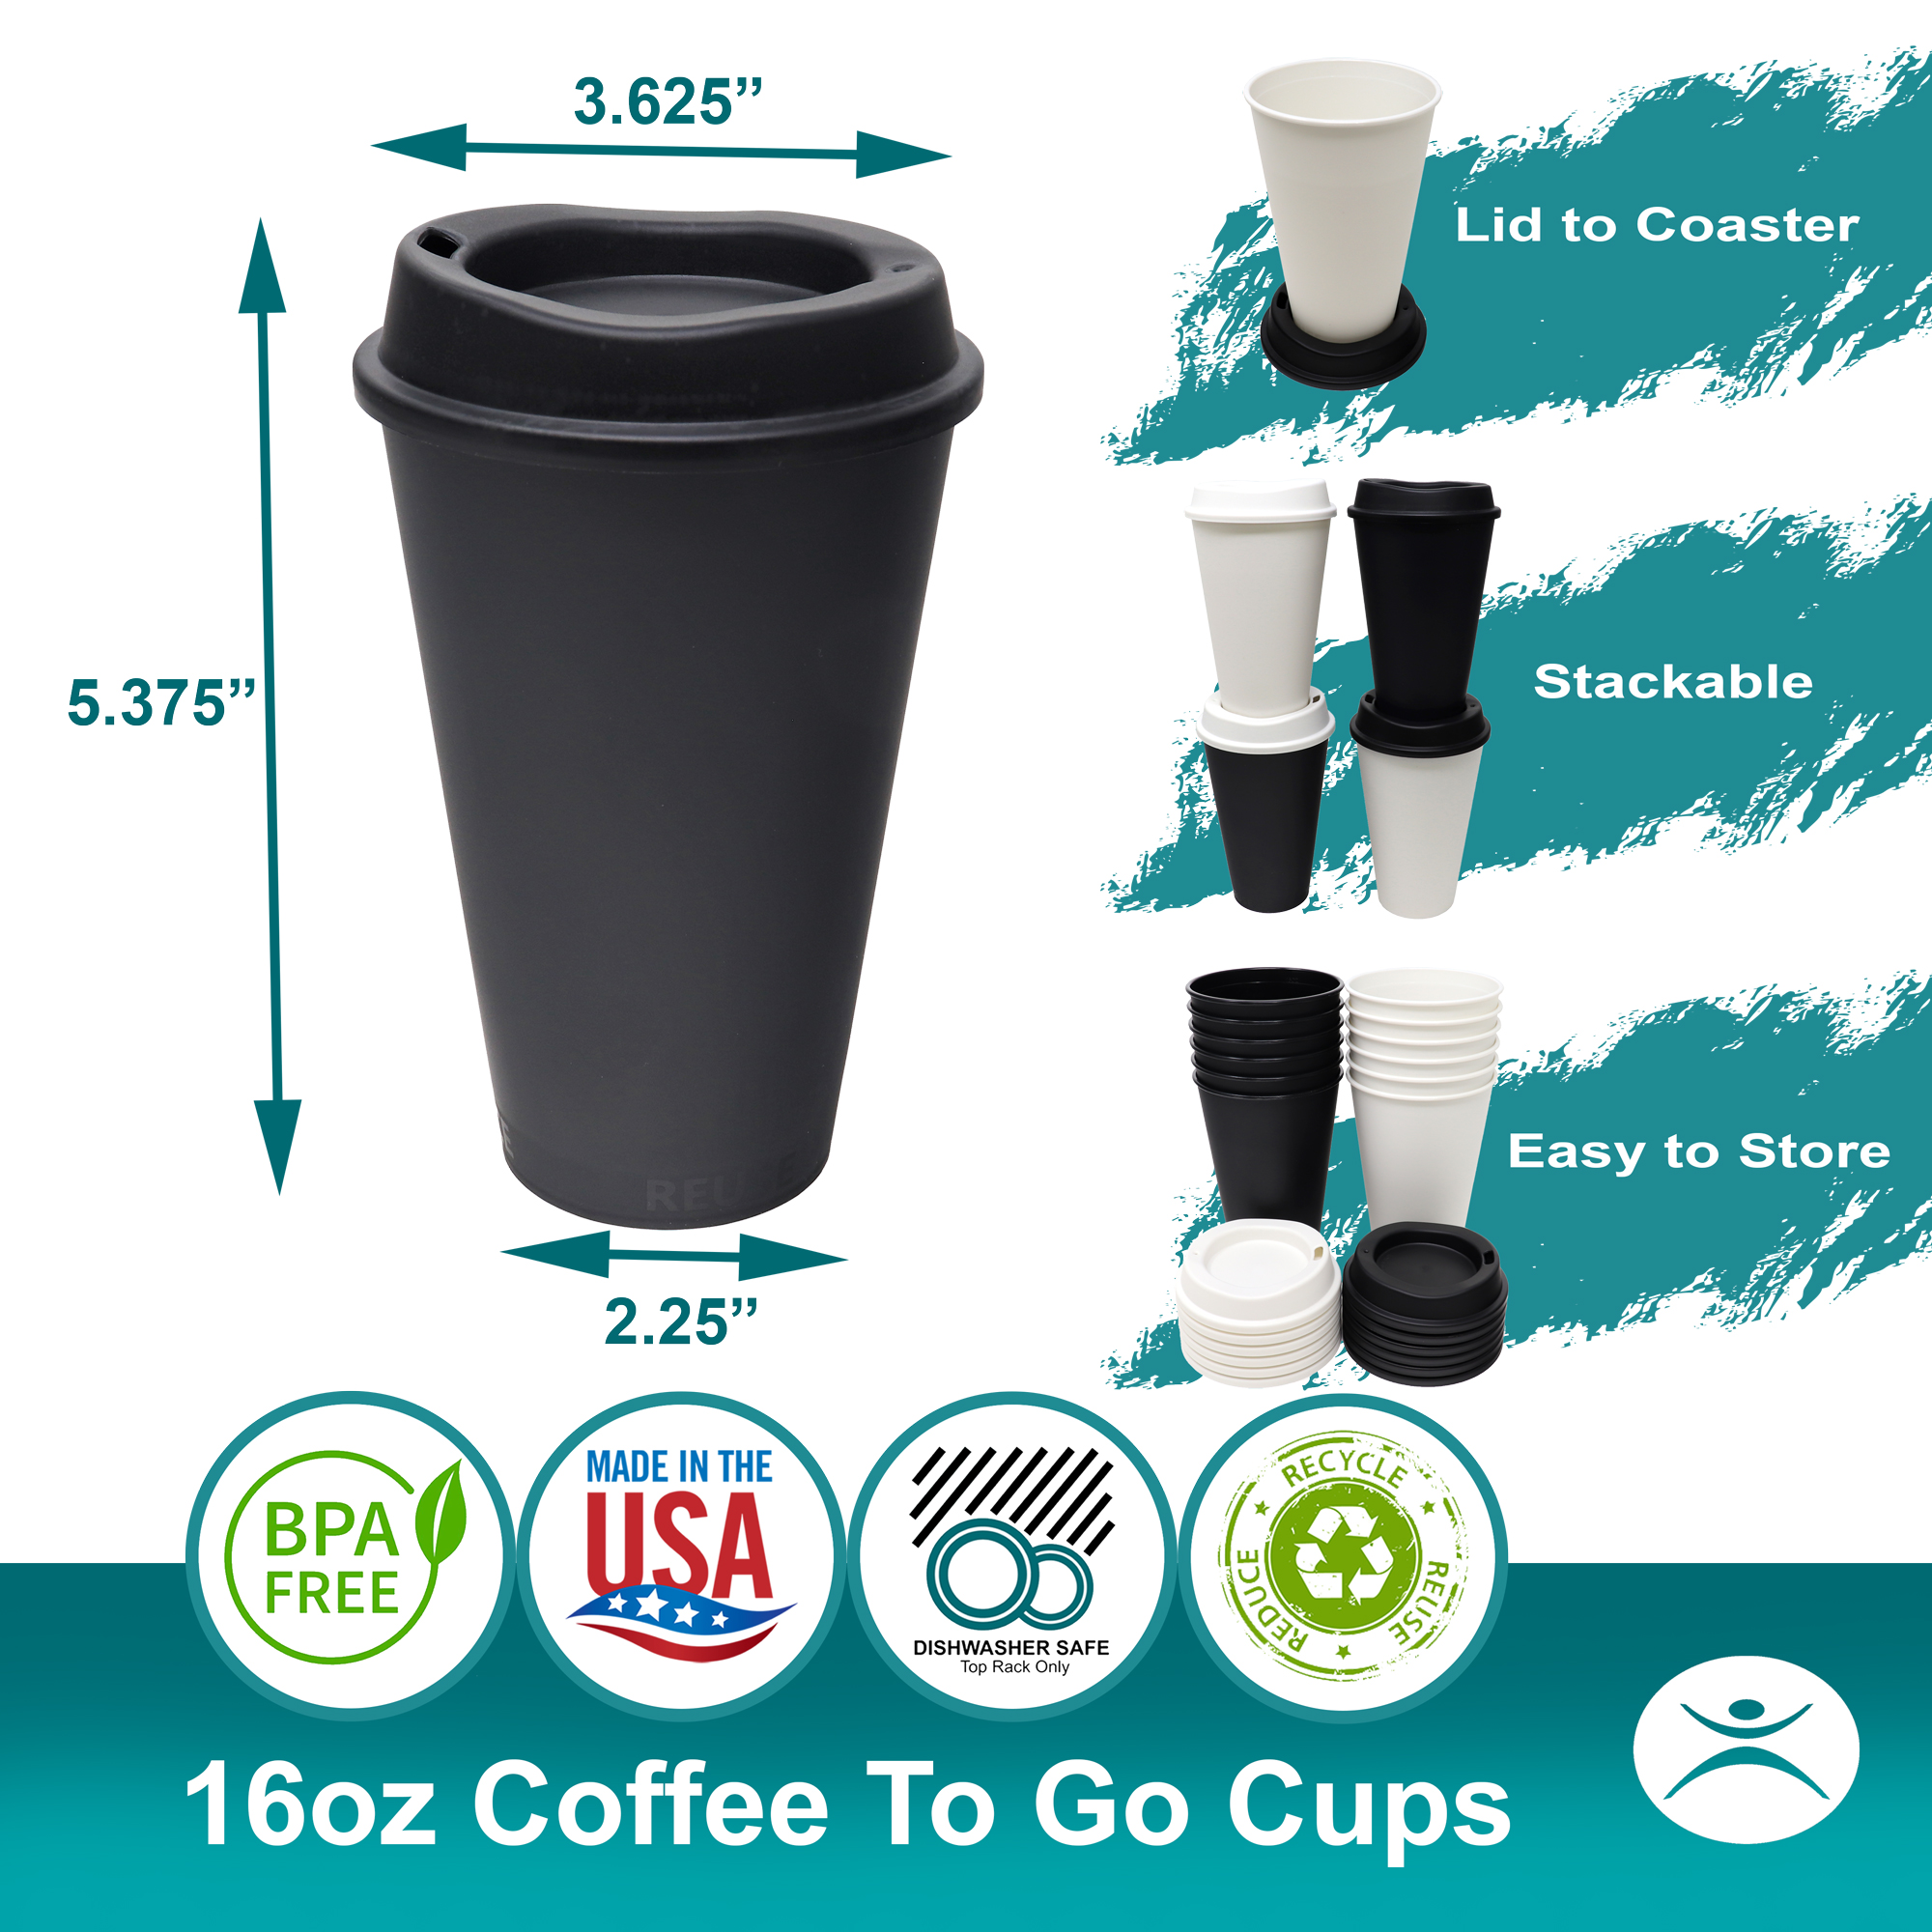 3.625”
5.375”
2.25”
REUSE
Lid to Coaster
Stackable
Easy to Store
BPA
FREE
MADE IN THE
USA
DISHWASHER SAFE
Top Rack Only
RECYCLE
REUSE
REDUCE
16oz Coffee To Go Cups